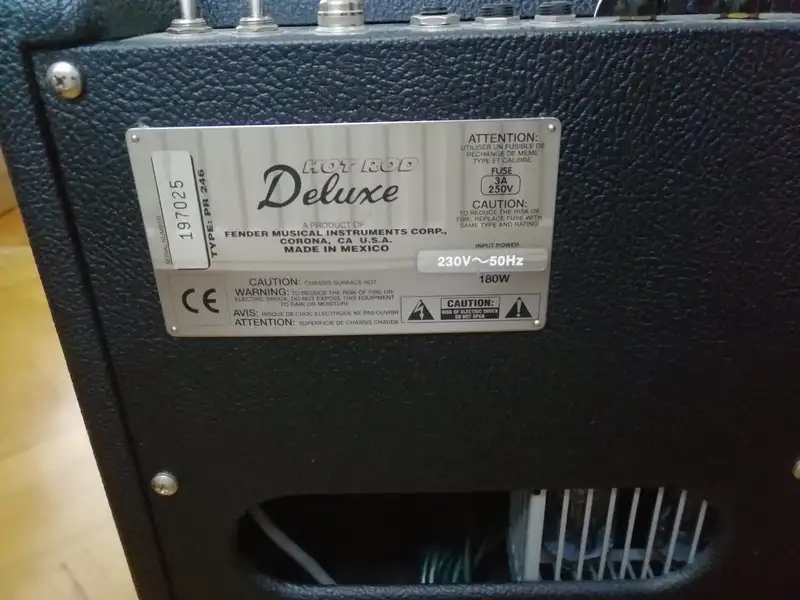 SERIAL NUMBER
197025
TYPE: PR 246
HOT ROD
Deluxe
A PRODUCT OF
FENDER MUSICAL INSTRUMENTS CORP.,
CORONA, CA U.S.A.
MADE IN MEXICO
ATTENTION:
UTILISER UN FUSIBLE DE
RECHANGE DE MEME
TYPE ET CALIBRE
FUSE
3A
250V
CAUTION:
TO REDUCE THE RISK OF
FIRE, REPLACE FUSE WITH
SAME TYPE AND RATING
INPUT POWER
230V~50Hz
180W
CE
CAUTION: CHASSIS SURFACE HOT
WARNING: TO REDUCE THE RISK OF FIRE OR
ELECTRIC SHOCK, DO NOT EXPOSE THIS EQUIPMENT
TO RAIN OR MOISTURE
AVIS: RISQUE DE CHOC ELECTRIQUE NE PAS OUVRIR
ATTENTION: SUPERFICIE DE CHASSIS CHAUDE
CAUTION:
RISK OF ELECTRIC SHOCK
DO NOT OPEN